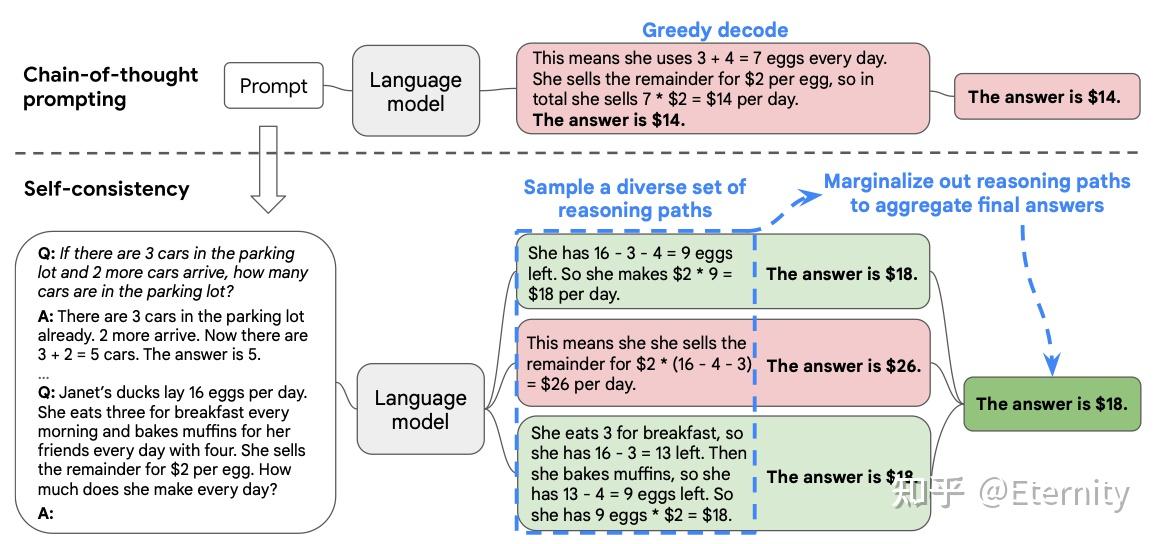 Greedy decode
Chain-of-thought
prompting
Prompt
Language
model
This means she uses 3 + 4 = 7 eggs every day.
She sells the remainder for $2 per egg, so in
total she sells 7 * $2 = $14 per day.
The answer is $14.
The answer is $14.
Self-consistency
Sample a diverse set of
reasoning paths
Marginalize out reasoning paths
to aggregate final answers
Q: If there are 3 cars in the parking
lot and 2 more cars arrive, how many
cars are in the parking lot?
A: There are 3 cars in the parking lot
already. 2 more arrive. Now there are
3 + 2 = 5 cars. The answer is 5.
...
Q: Janet's ducks lay 16 eggs per day.
She eats three for breakfast every
morning and bakes muffins for her
friends every day with four. She sells
the remainder for $2 per egg. How
much does she make every day?
A:
Language
model
She has 16 - 3 - 4 = 9 eggs
left. So she makes $2 * 9 =
$18 per day.
The answer is $18.
This means she she sells the
remainder for $2 * (16 - 4 - 3)
= $26 per day.
The answer is $26.
She eats 3 for breakfast, so
she has 16 - 3 = 13 left. Then
she bakes muffins, so she
has 13 - 4 = 9 eggs left. So
she has 9 eggs * $2 = $18.
The answer is $18.
The answer is $18.
知乎 @Eternity